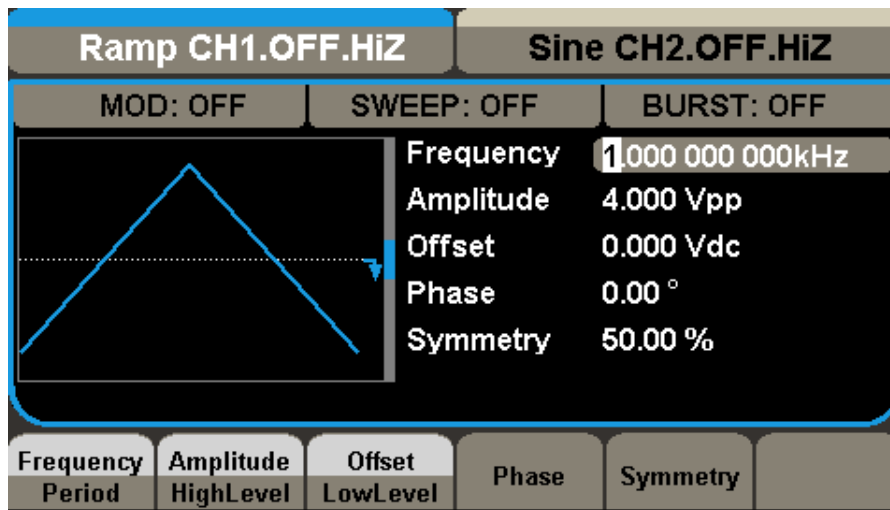 Ramp CH1.OFF.HiZ
Sine CH2.OFF.HiZ
MOD: OFF
SWEEP: OFF
BURST: OFF
Frequency 1.000 000 000kHz
Amplitude 4.000 Vpp
Offset 0.000 Vdc
Phase 0.00 °
Symmetry 50.00 %
Frequency
Period
Amplitude
HighLevel
Offset
LowLevel
Phase
Symmetry